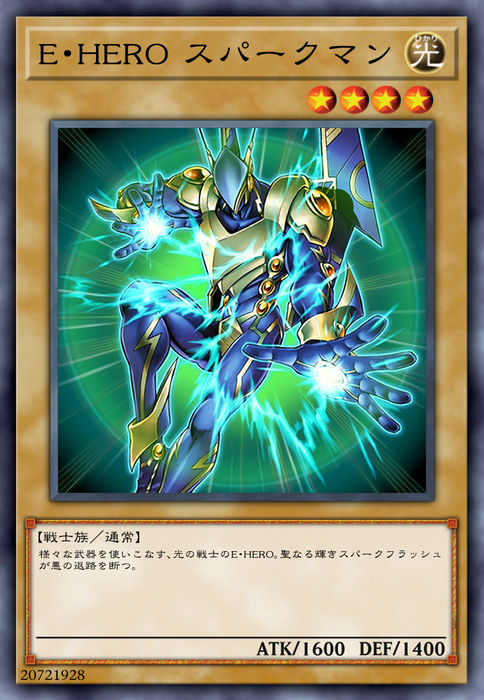 E・HERO スパークマン
ひかり
光
【戦士族／通常】
様々な武器を使いこなす、光の戦士のE・HERO。聖なる輝きスパークフラッシュ
が悪の退路を断つ。
ATK/1600 DEF/1400
20721928